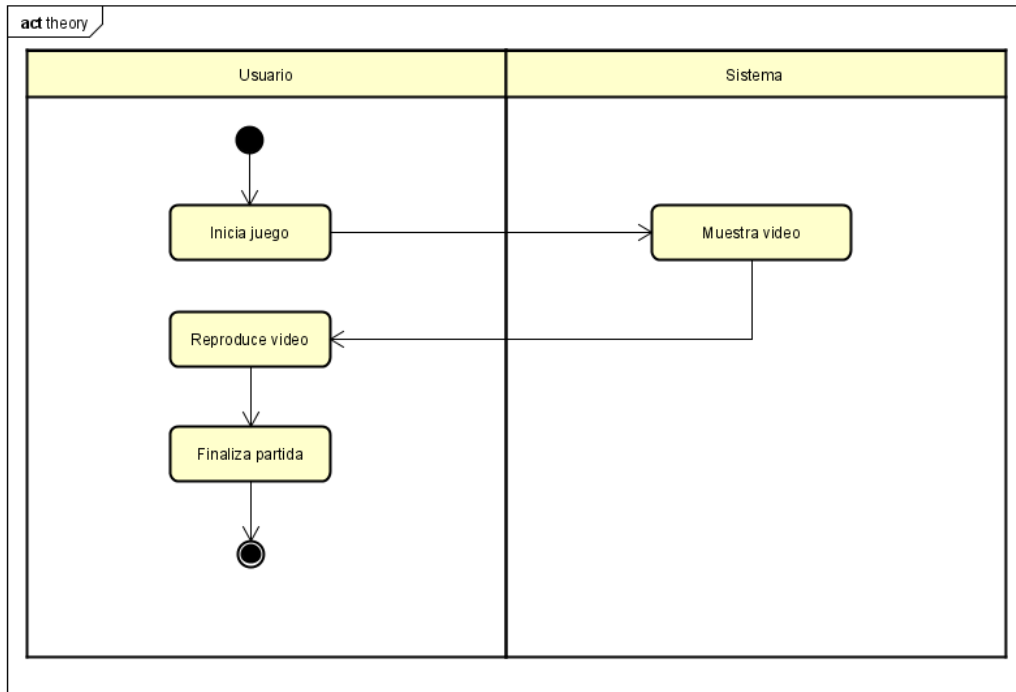 act theory
Usuario
Sistema
Inicia juego
Muestra video
Reproduce video
Finaliza partida